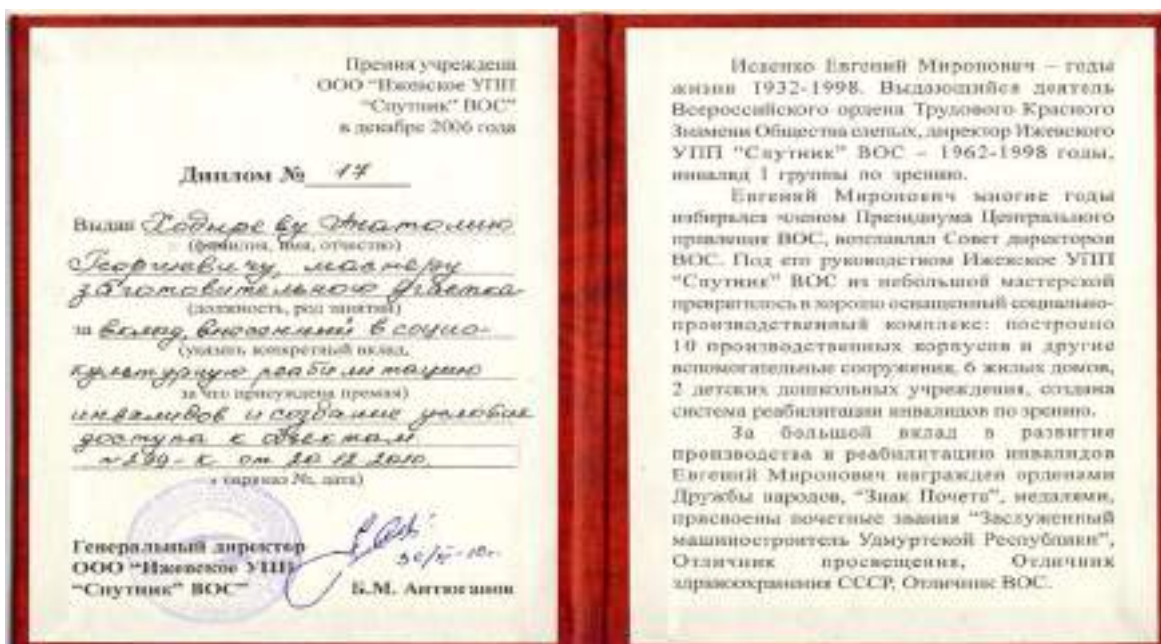 Премия учреждена
ООО “Ижевское УПП
“Спутник” ВОС”
в декабре 2006 года
Диплом № 17
Выдан Ходыреву Анатолию
(фамилия, имя, отчество)
Георгиевичу, мастеру
заготовительного участка
(должность, род занятий)
за вклад, внесенный в социо-
(указать конкретный вклад,
культурную реабилитацию
за что присуждена премия)
инвалидов и создание условий
доступа к объектам
от 20 12 2010.
(приказ №, дата)
Генеральный директор
ООО “Ижевское УПП
“Спутник” ВОС”
Б.М.
Евгений Миронович – годы
жизни 1932-1998. Выдающийся деятель
Всероссийского ордена Трудового Красного
Знамени Общества слепых, директор Ижевского
УПП “Спутник” ВОС – 1962-1998 годы,
инвалид 1 группы по зрению.
Евгений Миронович многие годы
избирался членом Президиума Центрального
правления ВОС, возглавлял Совет директоров
ВОС. Под его руководством Ижевское УПП
“Спутник” ВОС из небольшой мастерской
превратилось в хорошо оснащенный социально-
производственный комплекс: построено
10 производственных корпусов и другие
вспомогательные сооружения, 6 жилых домов,
2 детских дошкольных учреждения, создана
система реабилитации инвалидов по зрению.
За большой вклад в развитие
производства и реабилитацию инвалидов
Евгений Миронович награжден орденами
Дружбы народов, “Знак Почета”, медалями,
присвоены почетные звания “Заслуженный
машиностроитель Удмуртской Республики”,
Отличник просвещения, Отличник
здравоохранения СССР, Отличник ВОС.